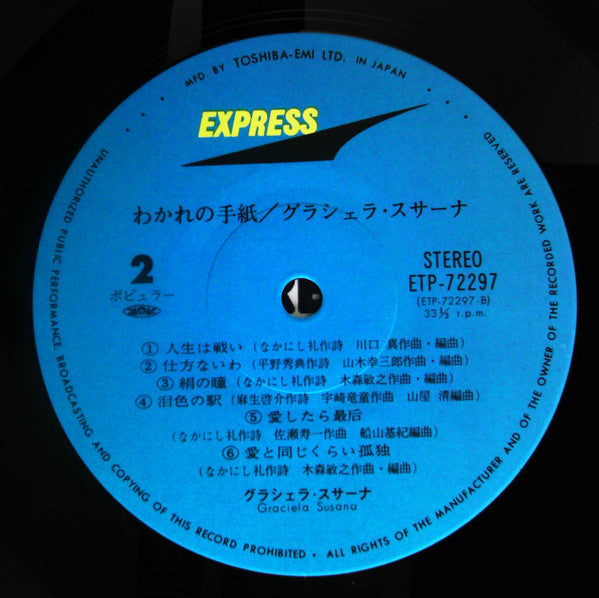 MFD. BY TOSHIBA-EMI LTD. IN JAPAN
EXPRESS
わかれの手紙/グラシェラ・スサーナ
2
ポピュラー
STEREO
ETP-72297
(ETP-72297-B)
33⅓ r.p.m.
① 人生は戦い (なかにし礼作詩 川口 真作曲・編曲)
② 仕方ないわ (平野秀典作詩 山木幸三郎作曲・編曲)
③ 絹の瞳 (なかにし礼作詩 木森敏之作曲・編曲)
④ 泪色の駅 (麻生啓介作詩 宇崎竜童作曲 山屋 清編曲)
⑤ 愛したら最后
(なかにし礼作詩 佐瀬寿一作曲 船山基紀編曲)
⑥ 愛と同じくらい孤独
(なかにし礼作詩 木森敏之作曲・編曲)
グラシェラ・スサーナ
Graciela Susana
UNAUTHORIZED PUBLIC PERFORMANCE. BROADCASTING AND COPYING OF THIS RECORD PROHIBITED • ALL RIGHTS OF THE MANUFACTURER AND OF THE OWNER OF THE RECORDED WORK ARE RESERVED